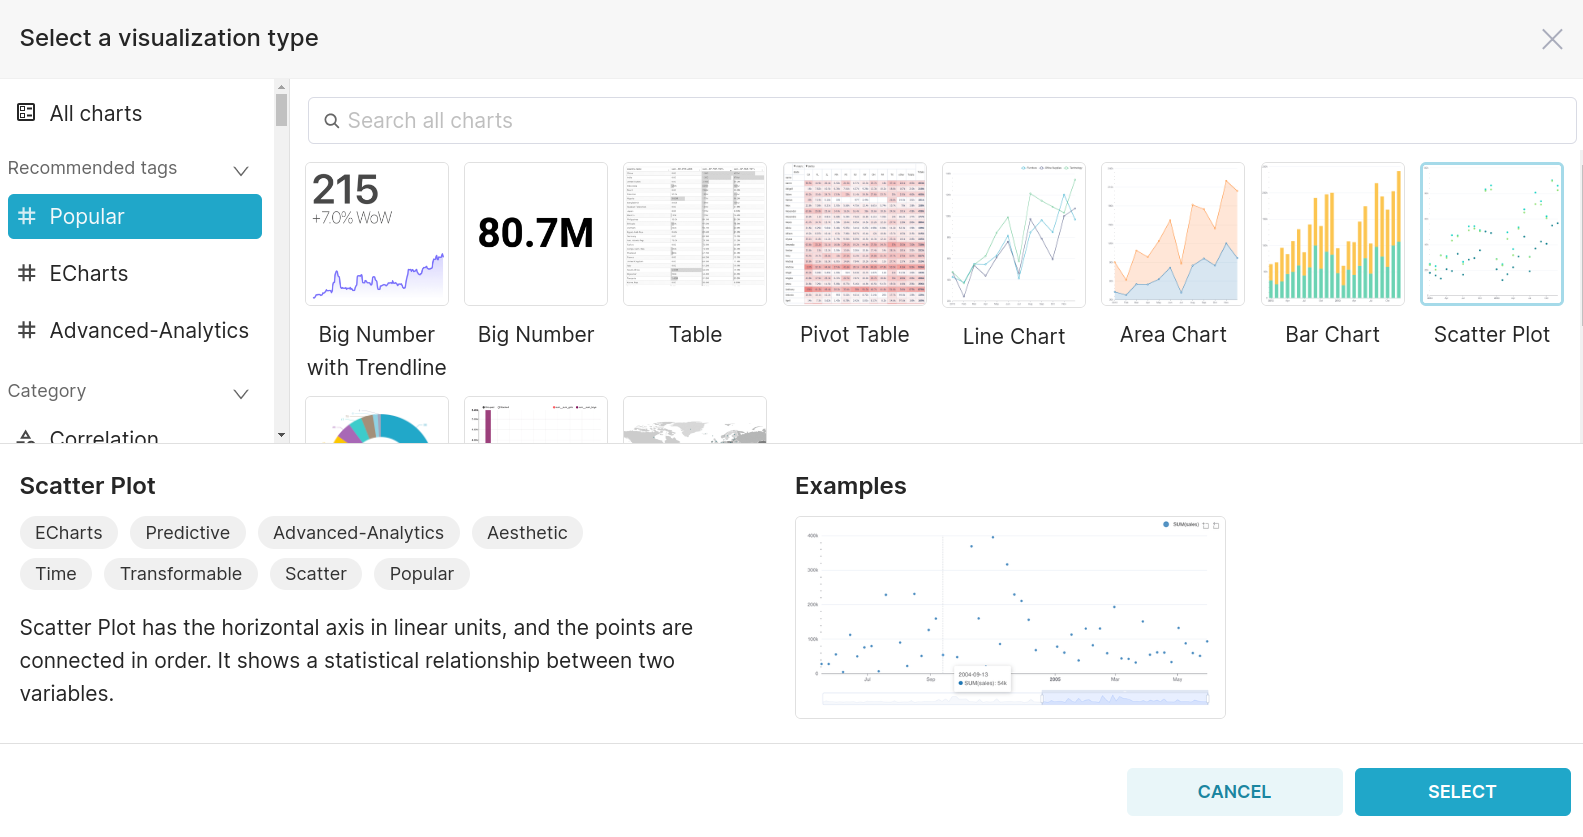 Select a visualization type
All charts
Recommended tags
Popular
ECharts
Advanced-Analytics
Category
Correlation
Search all charts
215
+7.0% WoW
80.7M
Big Number
with Trendline
Big Number
Table
Pivot Table
Line Chart
Area Chart
Bar Chart
Scatter Plot
Scatter Plot
ECharts
Predictive
Advanced-Analytics
Aesthetic
Time
Transformable
Scatter
Popular
Scatter Plot has the horizontal axis in linear units, and the points are
connected in order. It shows a statistical relationship between two
variables.
Examples
SUM(sales)
400k
300k
200k
100k
0
Jul
Sep
2005
Mar
May
2004-09-13
SUM(sales): 54k
CANCEL
SELECT